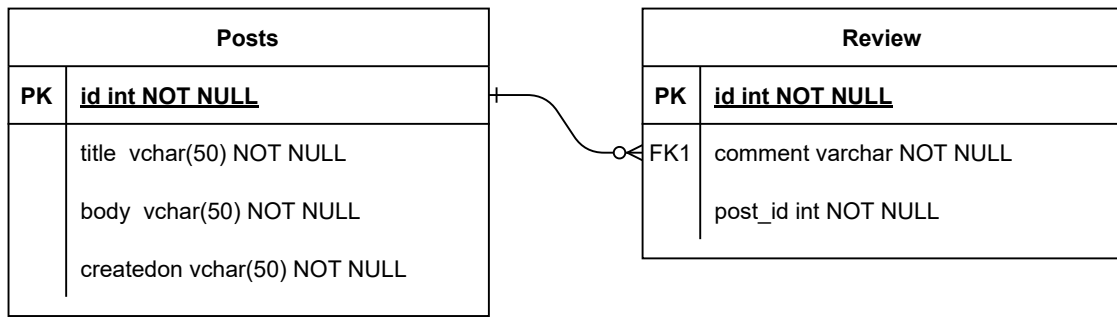 Posts
PK id int NOT NULL
title vchar(50) NOT NULL
body vchar(50) NOT NULL
createdon vchar(50) NOT NULL
Review
PK id int NOT NULL
FK1 comment varchar NOT NULL
post_id int NOT NULL